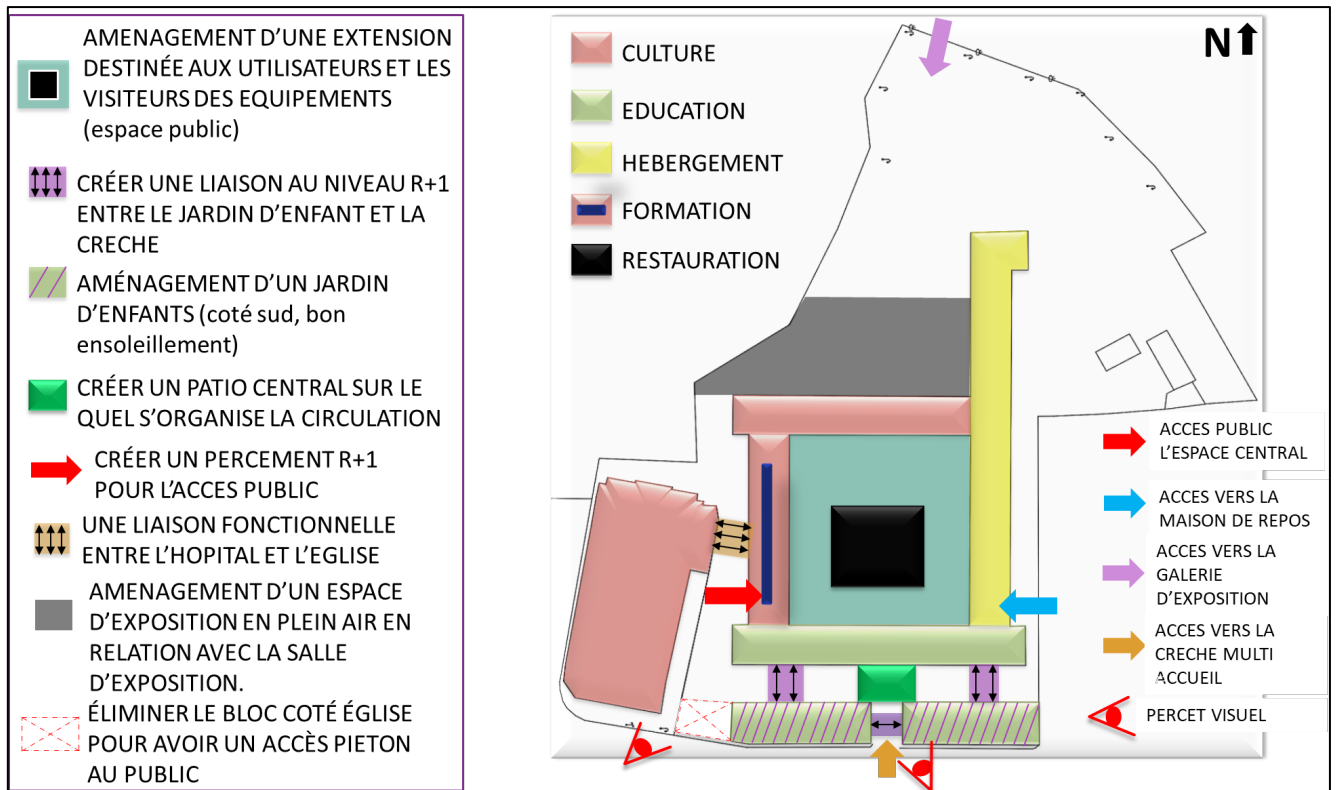 AMENAGEMENT D'UNE EXTENSION
DESTINÉE AUX UTILISATEURS ET LES
VISITEURS DES EQUIPEMENTS
(espace public)
CRÉER UNE LIAISON AU NIVEAU R+1
ENTRE LE JARDIN D'ENFANT ET LA
CRECHE
AMÉNAGEMENT D'UN JARDIN
D'ENFANTS (coté sud, bon
ensoleillement)
CRÉER UN PATIO CENTRAL SUR LE
QUEL S'ORGANISE LA CIRCULATION
CRÉER UN PERCEMENT R+1
POUR L'ACCES PUBLIC
UNE LIAISON FONCTIONNELLE
ENTRE L'HOPITAL ET L'EGLISE
AMENAGEMENT D'UN ESPACE
D'EXPOSITION EN PLEIN AIR EN
RELATION AVEC LA SALLE
D'EXPOSITION.
ÉLIMINER LE BLOC COTÉ ÉGLISE
POUR AVOIR UN ACCÈS PIETON
AU PUBLIC
CULTURE
EDUCATION
HEBERGEMENT
FORMATION
RESTAURATION
N
ACCES PUBLIC
L'ESPACE CENTRAL
ACCES VERS LA
MAISON DE REPOS
ACCES VERS LA
GALERIE
D'EXPOSITION
ACCES VERS LA
CRECHE MULTI
ACCUEIL
PERCET VISUEL